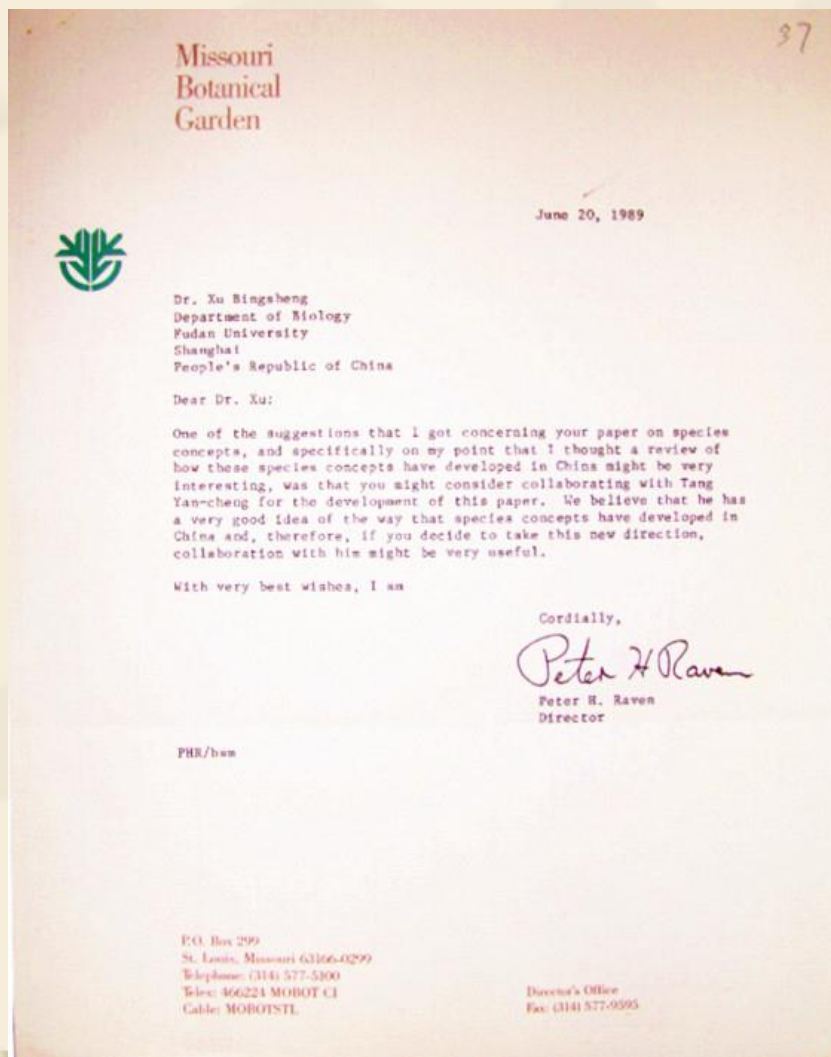 37
Missouri
Botanical
Garden
June 20, 1989
Dr. Xu Bingsheng
Department of Biology
Fudan University
Shanghai
People's Republic of China
Dear Dr. Xu:
One of the suggestions that I got concerning your paper on species
concepts, and specifically on my point that I thought a review of
how these species concepts have developed in China might be very
interesting, was that you might consider collaborating with Tang
Yan-cheng for the development of this paper. We believe that he has
a very good idea of the way that species concepts have developed in
China and, therefore, if you decide to take this new direction,
collaboration with him might be very useful.
With very best wishes, I am
Cordially,
Peter H Raven
Peter H. Raven
Director
PHR/bsm
P.O. Box 299
St. Louis, Missouri 63166-0299
Telephone: (314) 577-5100
Telex: 466224 MOBOT CI
Cable: MOBOTSTL
Director's Office
Fax: (314) 577-9595